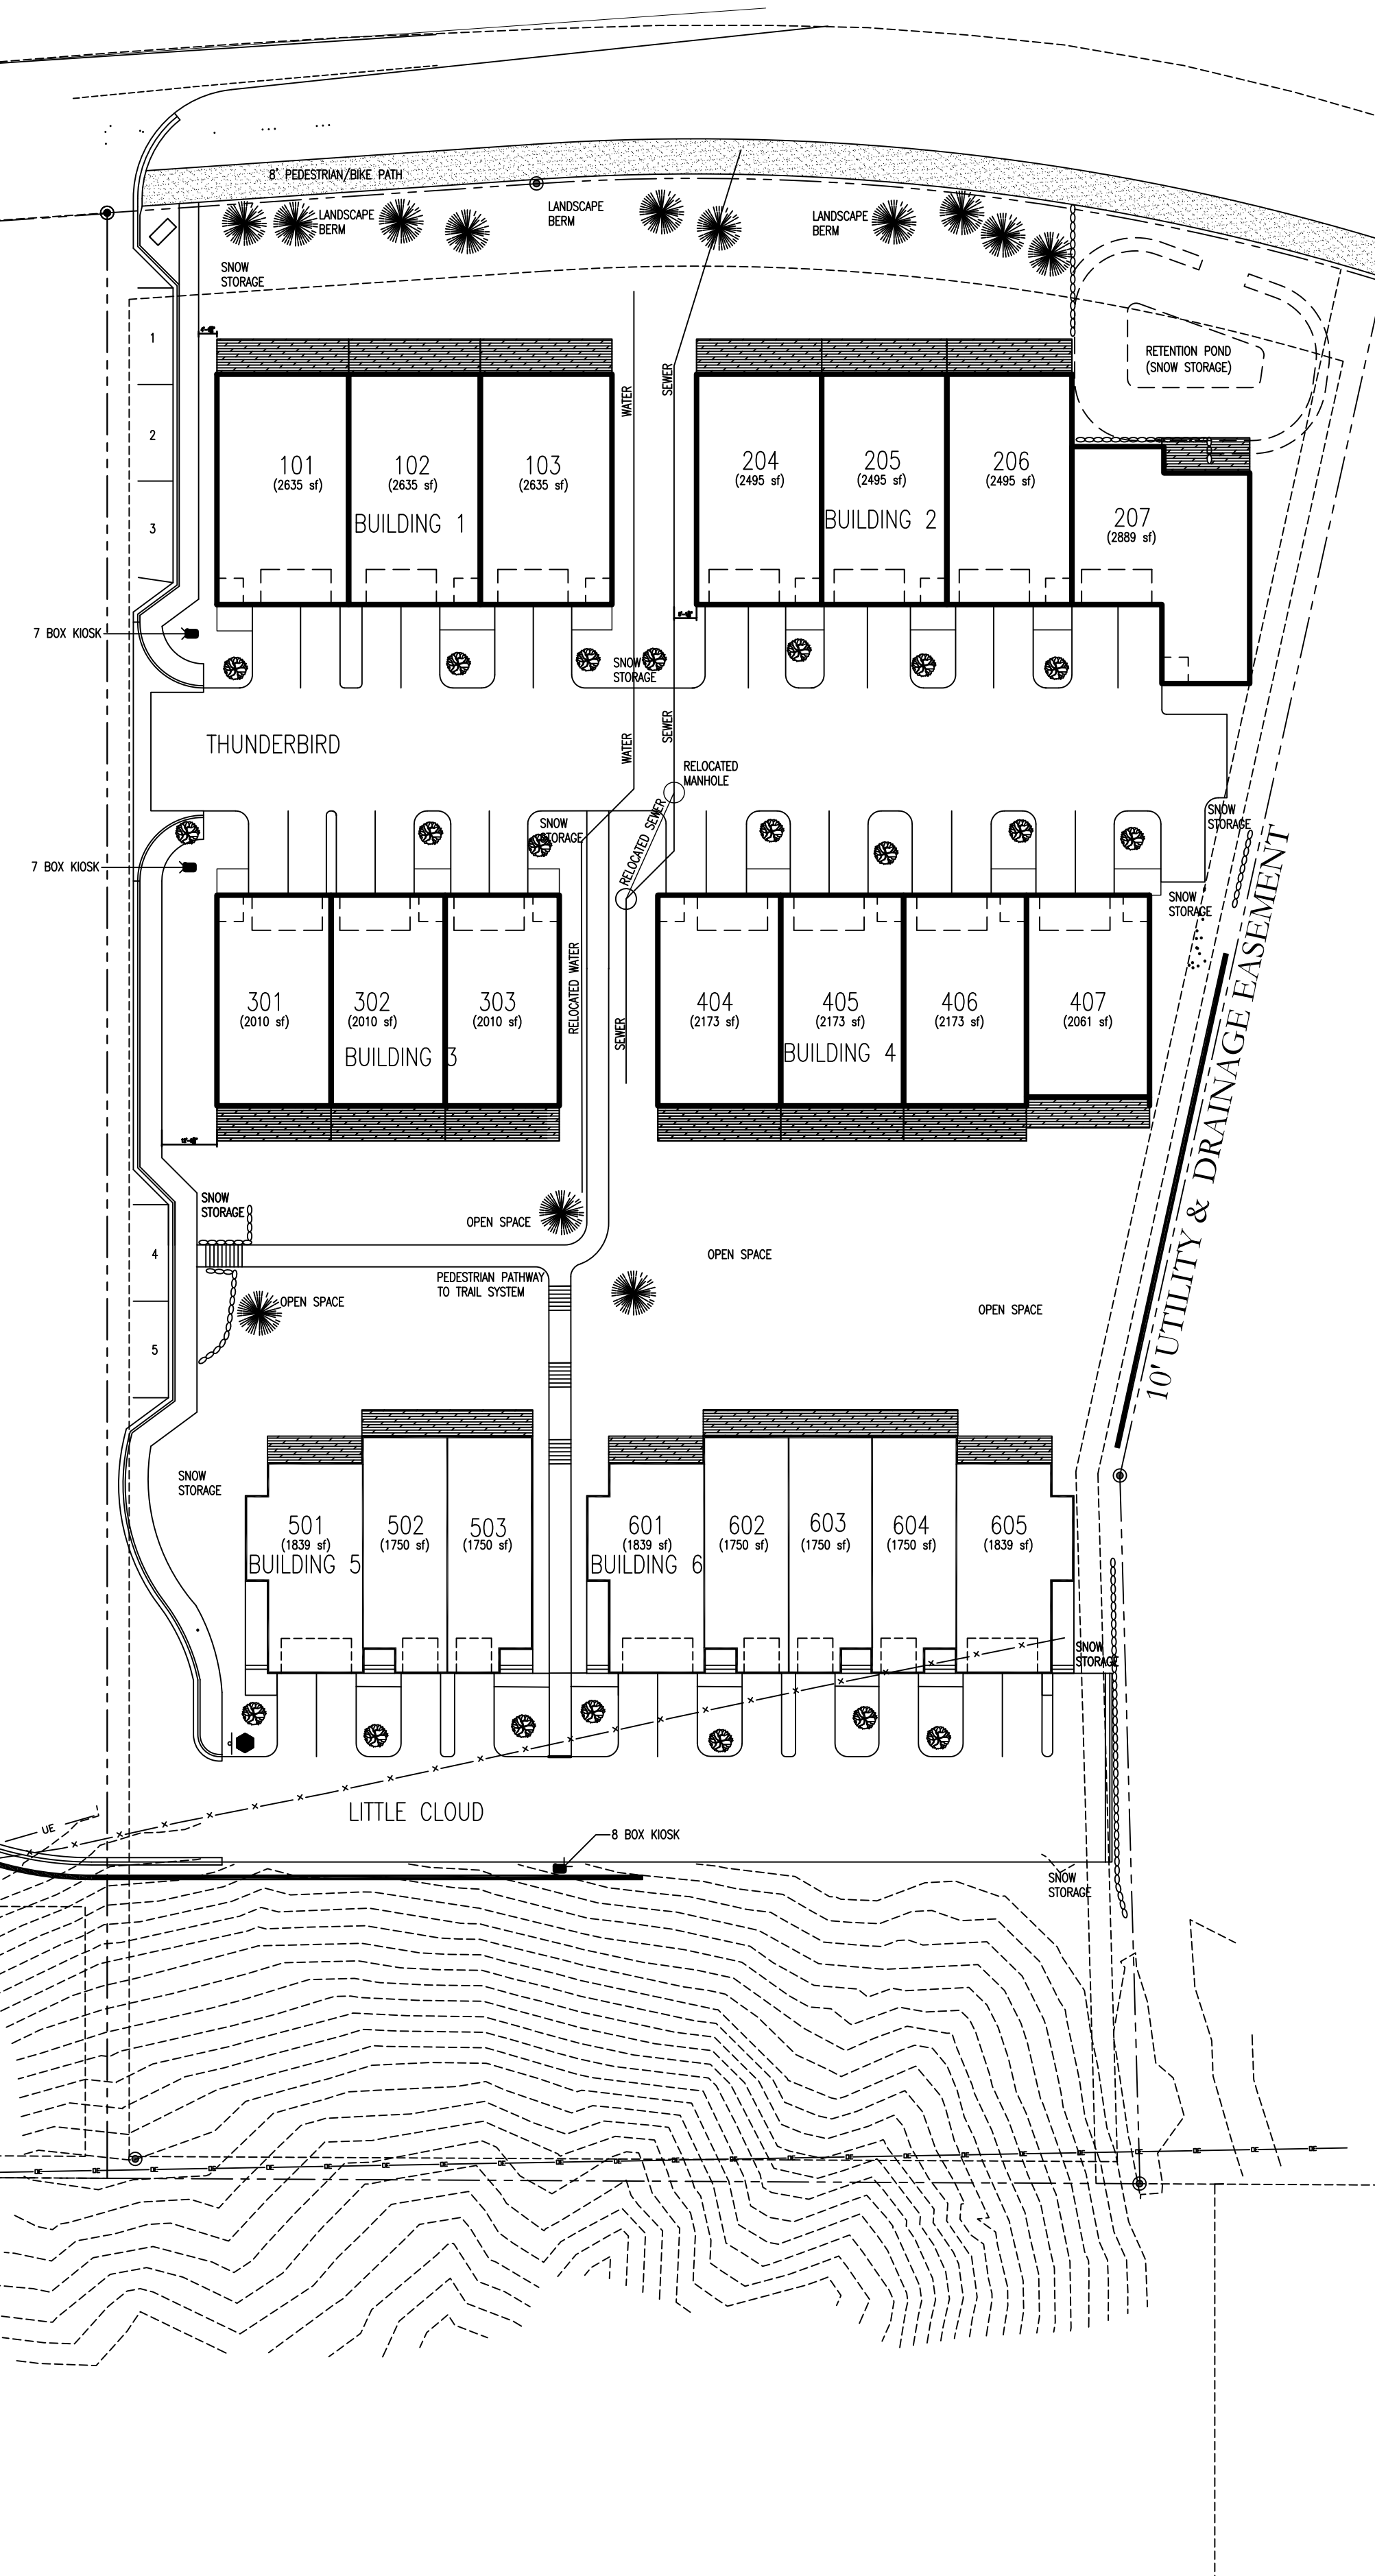 8' PEDESTRIAN/BIKE PATH
LANDSCAPE
BERM
LANDSCAPE
BERM
LANDSCAPE
BERM
SNOW
STORAGE
1
2
3
RETENTION POND
(SNOW STORAGE)
WATER
SEWER
101
(2635 sf)
102
(2635 sf)
103
(2635 sf)
BUILDING 1
204
(2495 sf)
205
(2495 sf)
206
(2495 sf)
BUILDING 2
207
(2889 sf)
7 BOX KIOSK
SNOW
STORAGE
THUNDERBIRD
WATER
SEWER
RELOCATED
MANHOLE
RELOCATED SEWER
SNOW
STORAGE
SNOW
STORAGE
7 BOX KIOSK
SNOW
STORAGE
301
(2010 sf)
302
(2010 sf)
303
(2010 sf)
BUILDING 3
RELOCATED WATER
SEWER
404
(2173 sf)
405
(2173 sf)
406
(2173 sf)
407
(2061 sf)
BUILDING 4
10' UTILITY & DRAINAGE EASEMENT
SNOW
STORAGE
OPEN SPACE
4
OPEN SPACE
PEDESTRIAN PATHWAY
TO TRAIL SYSTEM
OPEN SPACE
OPEN SPACE
5
SNOW
STORAGE
501
(1839 sf)
502
(1750 sf)
503
(1750 sf)
BUILDING 5
601
(1839 sf)
602
(1750 sf)
603
(1750 sf)
604
(1750 sf)
605
(1839 sf)
BUILDING 6
SNOW
STORAGE
LITTLE CLOUD
UE
8 BOX KIOSK
SNOW
STORAGE